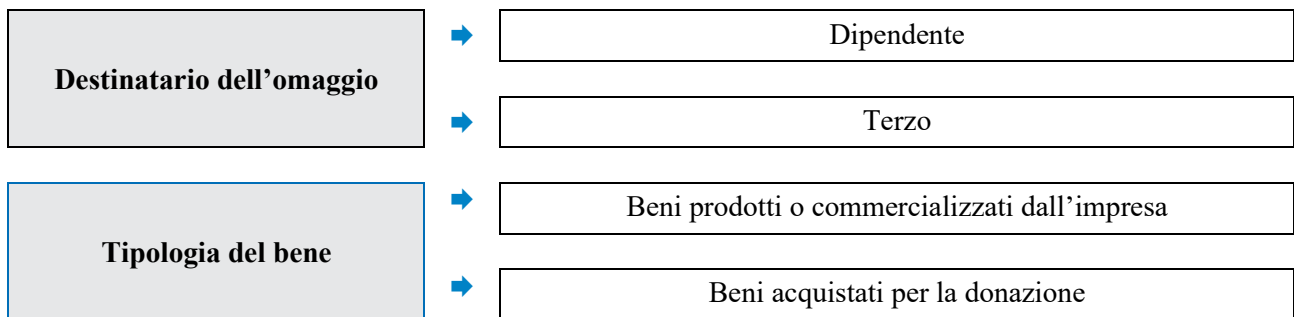 Destinatario dell’omaggio
Dipendente
Terzo
Tipologia del bene
Beni prodotti o commercializzati dall’impresa
Beni acquistati per la donazione